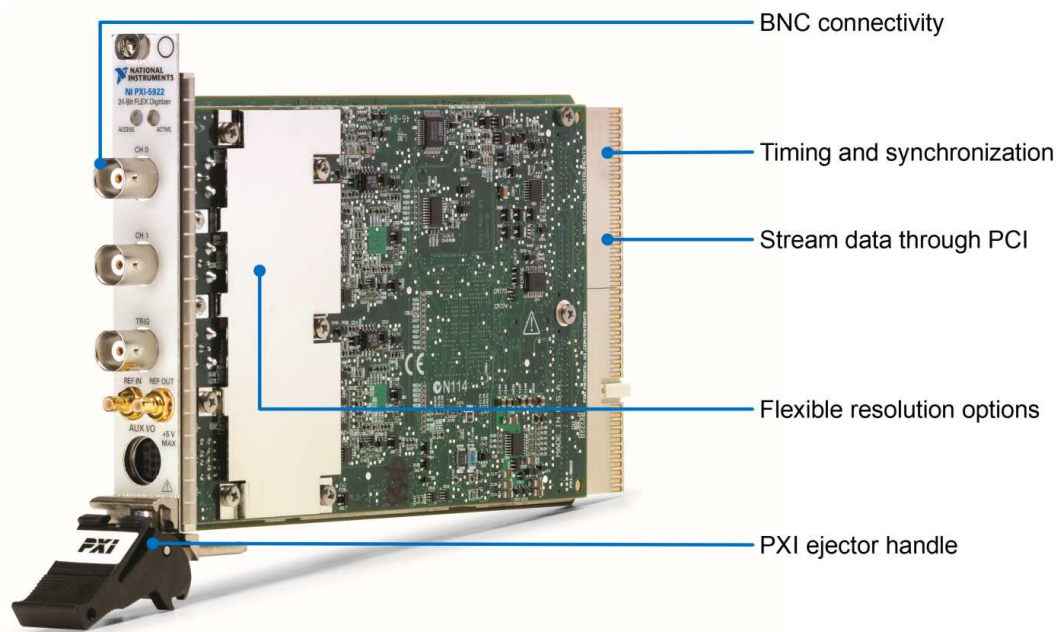 BNC connectivity
NATIONAL
INSTRUMENTS
NI PXI-5922
24-Bit FLEX Digitizer
ACCESS ACTIVE
CH 0
Timing and synchronization
CH 1
Stream data through PCI
TRIG
REF IN REF OUT
AUX I/O
+5 V
MAX
N114
Flexible resolution options
PXI
PXI ejector handle